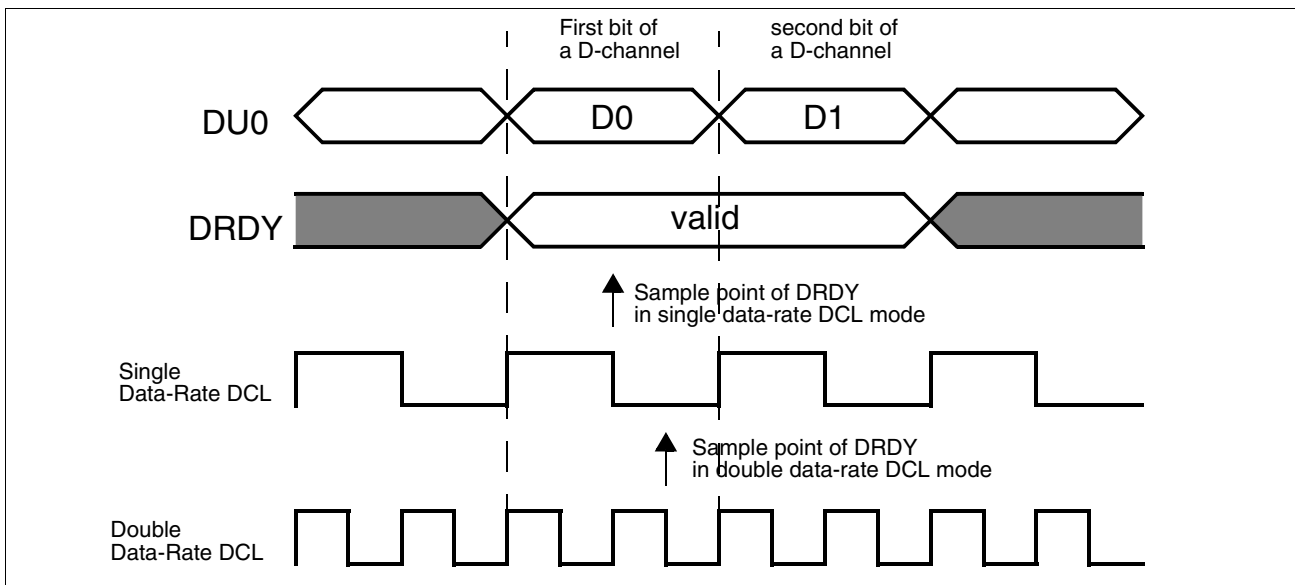 First bit of
a D-channel
second bit
of a D-channel
DU0
D0
D1
DRDY
valid
Sample point of DRDY
in single data-rate DCL mode
Single
Data-Rate DCL
Sample point of DRDY
in double data-rate DCL mode
Double
Data-Rate DCL